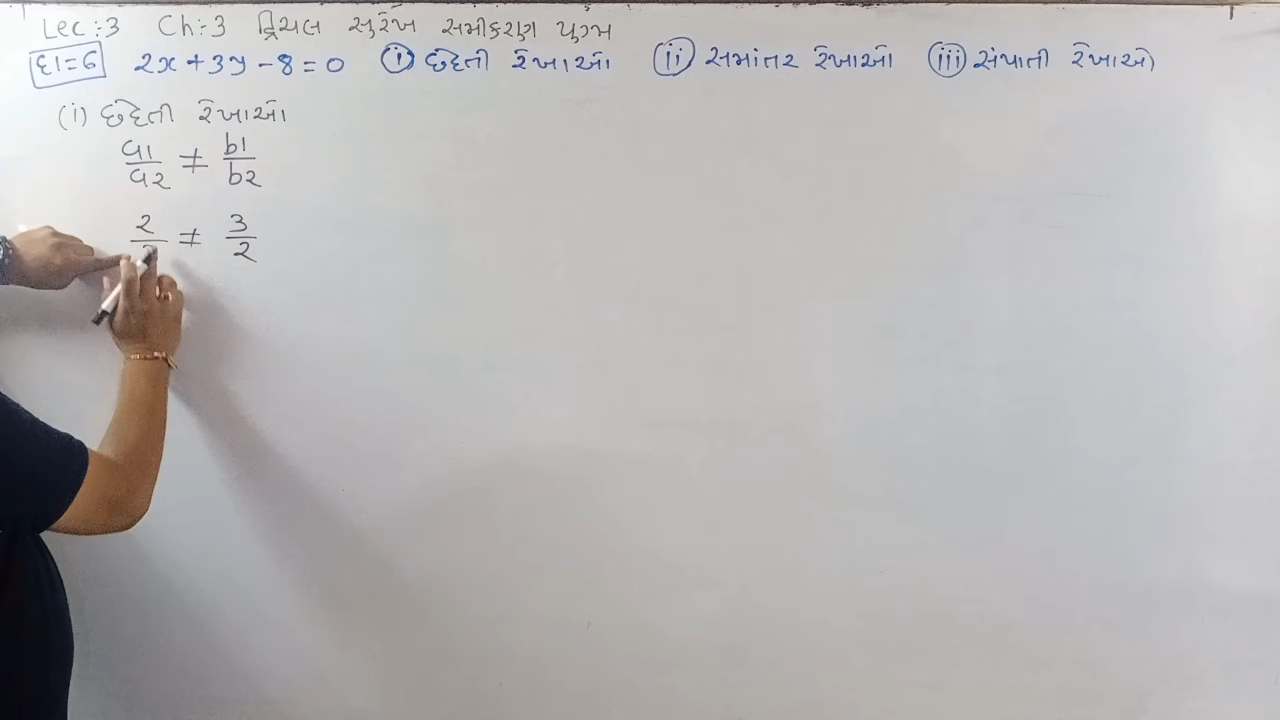 Lec:-3 Ch:-3 દ્વિચલ સુરેખ સમીકરણ યુગ્મ
દા=6 2x+3y-8=0 (i) છેદતી રેખાઓ (ii) સમાંતર રેખાઓ (iii) સંપાતી રેખાઓ
(i) છેદતી રેખાઓ
a1/a2 ≠ b1/b2
2/ ≠ 3/2